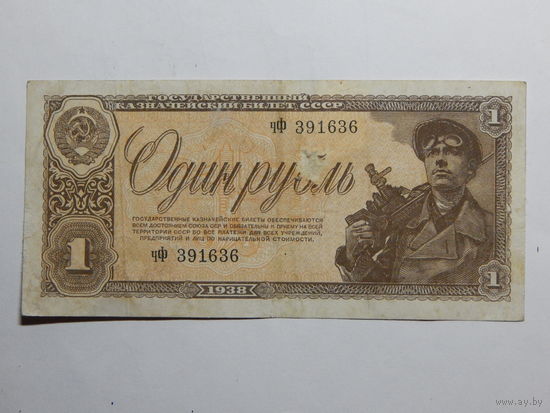 ГОСУДАРСТВЕННЫЙ
КАЗНАЧЕЙСКИЙ БИЛЕТ СССР
1
чФ 391636
Один рубль
ГОСУДАРСТВЕННЫЕ КАЗНАЧЕЙСКИЕ БИЛЕТЫ ОБЕСПЕЧИВАЮТСЯ
ВСЕМ ДОСТОЯНИЕМ СОЮЗА ССР И ОБЯЗАТЕЛЬНЫ К ПРИЕМУ НА ВСЕЙ
ТЕРРИТОРИИ СССР ВО ВСЕ ПЛАТЕЖИ ДЛЯ ВСЕХ УЧРЕЖДЕНИЙ,
ПРЕДПРИЯТИЙ И ЛИЦ ПО НАРИЦАТЕЛЬНОЙ СТОИМОСТИ.
1
чФ 391636
1938
1
www.ay.by